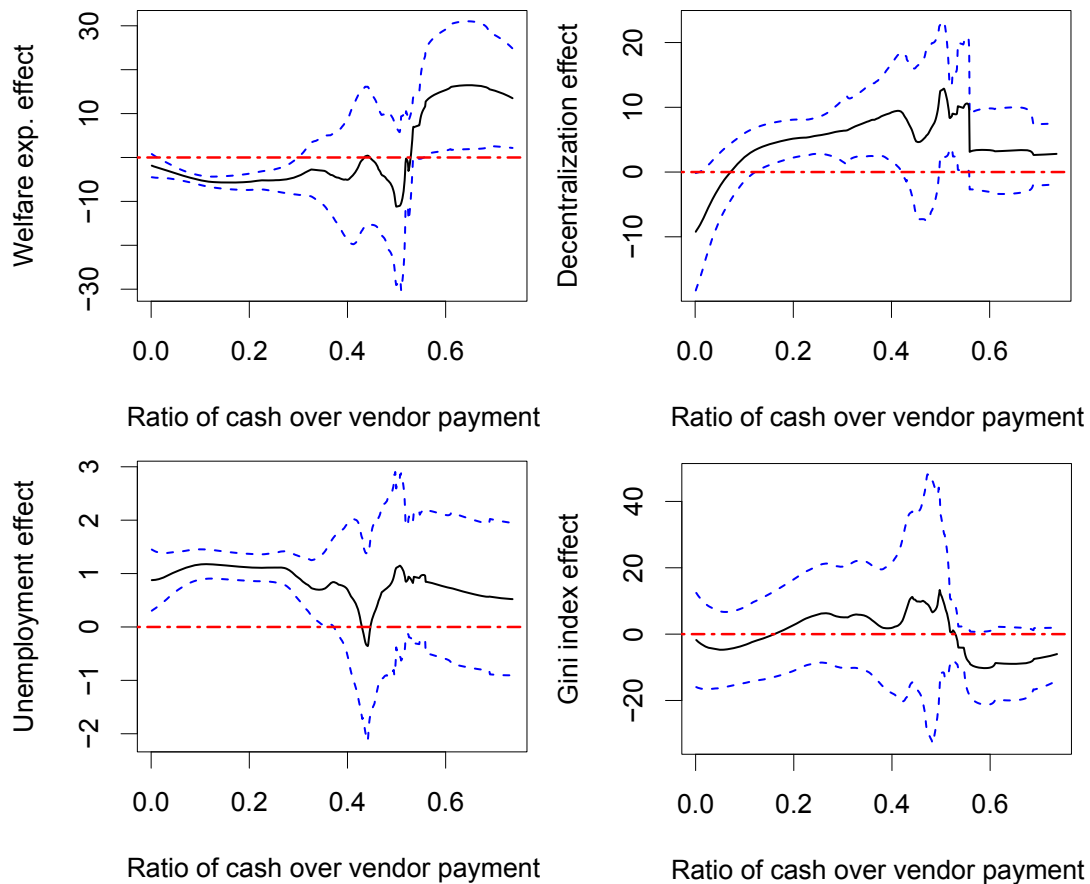 Welfare exp. effect
30
10
−10
−30
0.0 0.2 0.4 0.6
Ratio of cash over vendor payment
Decentralization effect
20
10
0
−10
0.0 0.2 0.4 0.6
Ratio of cash over vendor payment
Unemployment effect
3
2
1
0
−1
−2
0.0 0.2 0.4 0.6
Ratio of cash over vendor payment
Gini index effect
40
20
0
−20
0.0 0.2 0.4 0.6
Ratio of cash over vendor payment